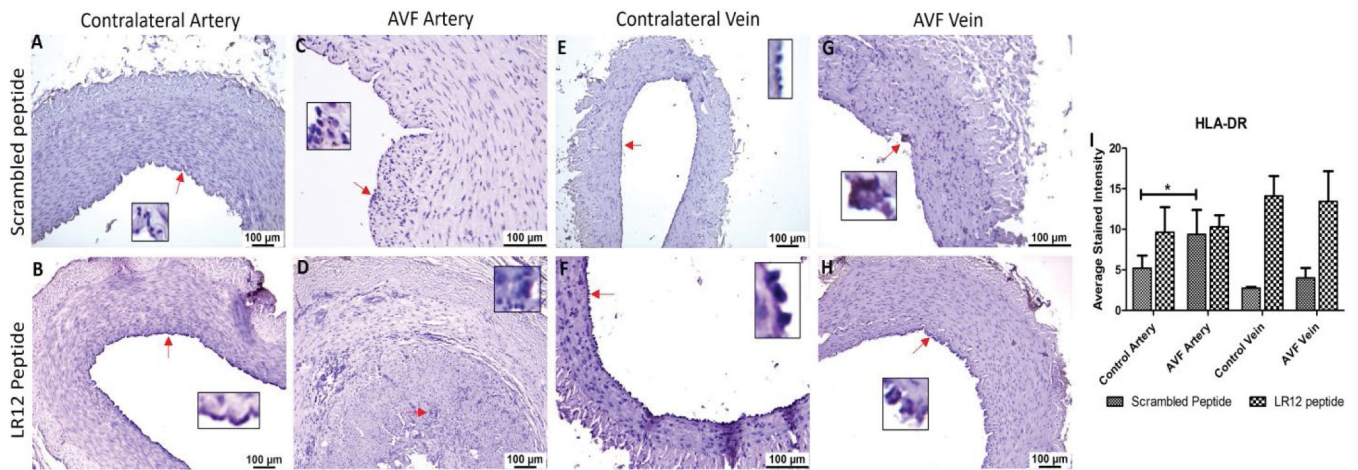 Contralateral Artery AVF Artery Contralateral Vein AVF Vein
Scrambled peptide
A C E G
100 µm 100 µm 100 µm 100 µm
LR12 Peptide
B D F H
100 µm 100 µm 100 µm 100 µm
I
HLA-DR
Average Stained Intensity
20
15
10
5
0
*
Control Artery AVF Artery Control Vein AVF Vein
Scrambled Peptide LR12 peptide